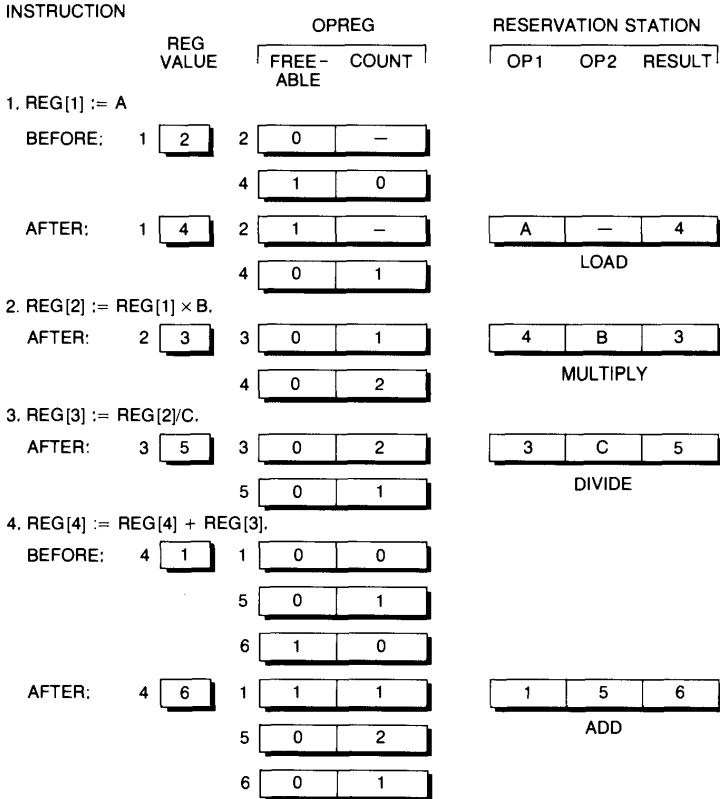 INSTRUCTION
REG VALUE
OPREG
FREE-ABLE COUNT
RESERVATION STATION
OP1 OP2 RESULT
1. REG[1] := A
BEFORE: 1 2 2 0 —
4 1 0
AFTER: 1 4 2 1 — A — 4
4 0 1 LOAD
2. REG[2] := REG[1] × B.
AFTER: 2 3 3 0 1 4 B 3
4 0 2 MULTIPLY
3. REG[3] := REG[2]/C.
AFTER: 3 5 3 0 2 3 C 5
5 0 1 DIVIDE
4. REG[4] := REG[4] + REG[3].
BEFORE: 4 1 1 0 0
5 0 1
6 1 0
AFTER: 4 6 1 1 1 1 5 6
5 0 2 ADD
6 0 1